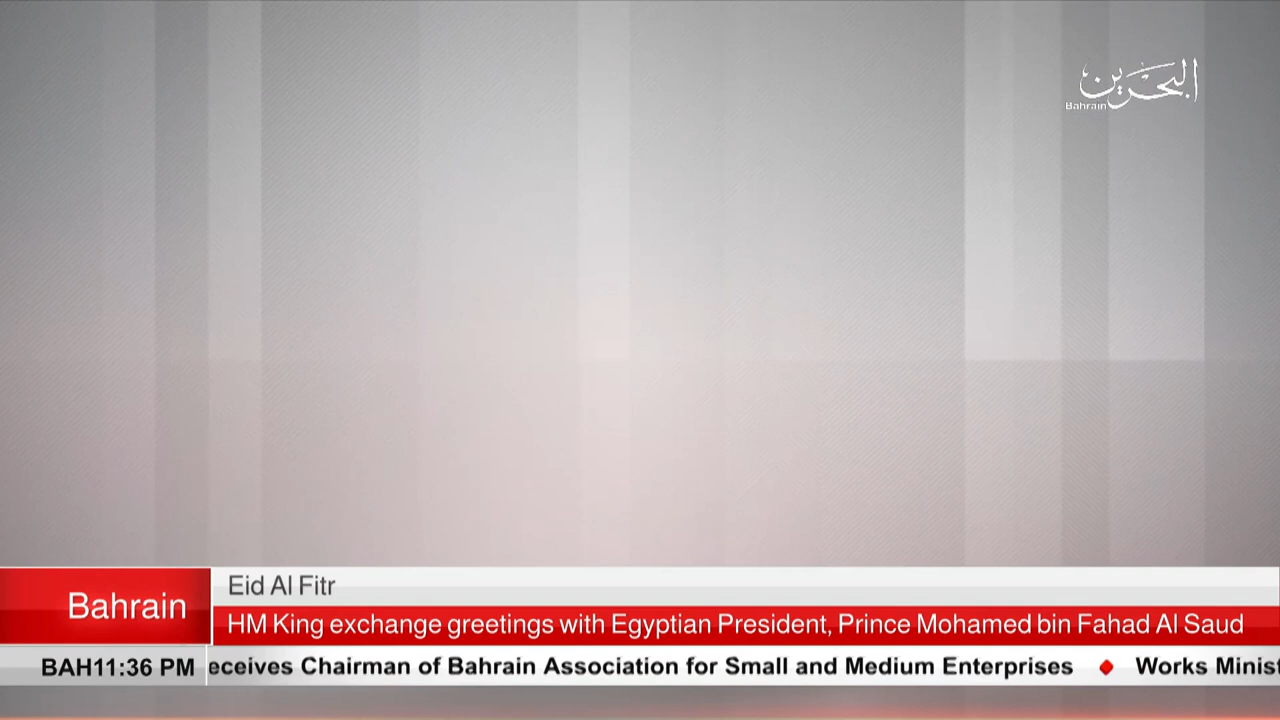 البحرين
Bahrain
Eid Al Fitr
Bahrain
HM King exchange greetings with Egyptian President, Prince Mohamed bin Fahad Al Saud
BAH11:36 PM eceives Chairman of Bahrain Association for Small and Medium Enterprises Works Minist